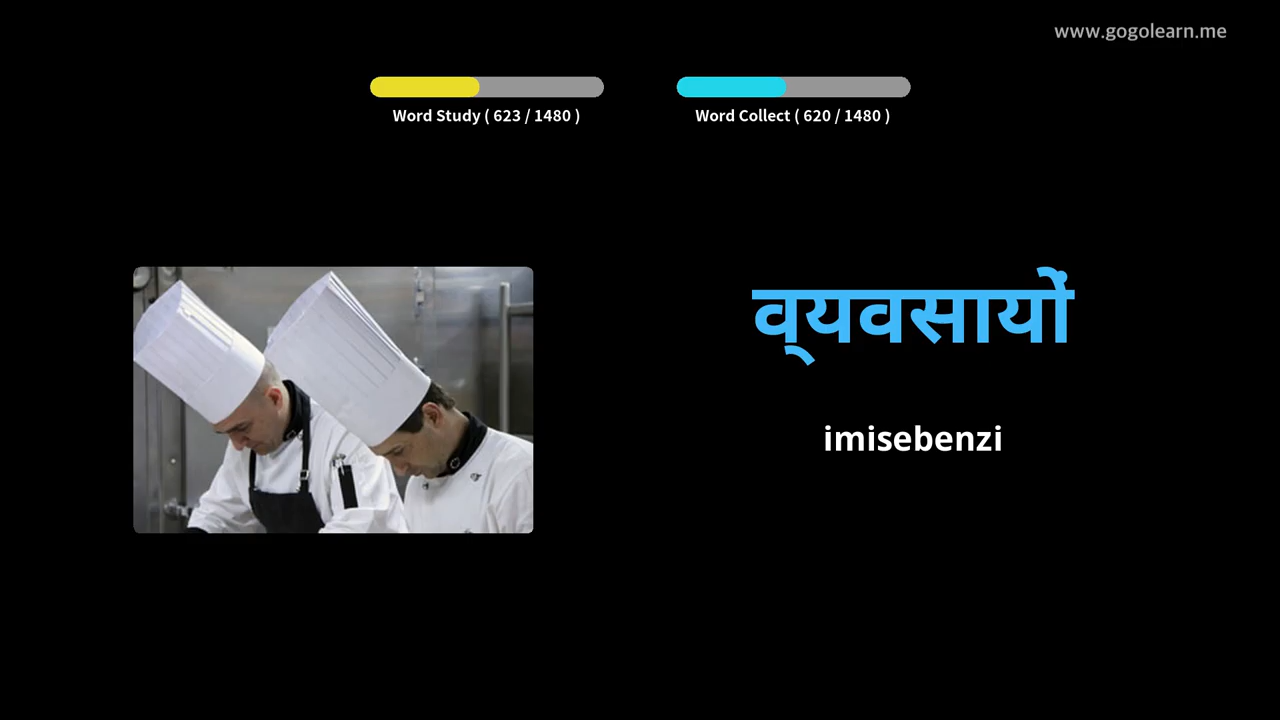 www.gogolearn.me
Word Study ( 623 / 1480 )
Word Collect ( 620 / 1480 )
व्यवसायों
imisebenzi